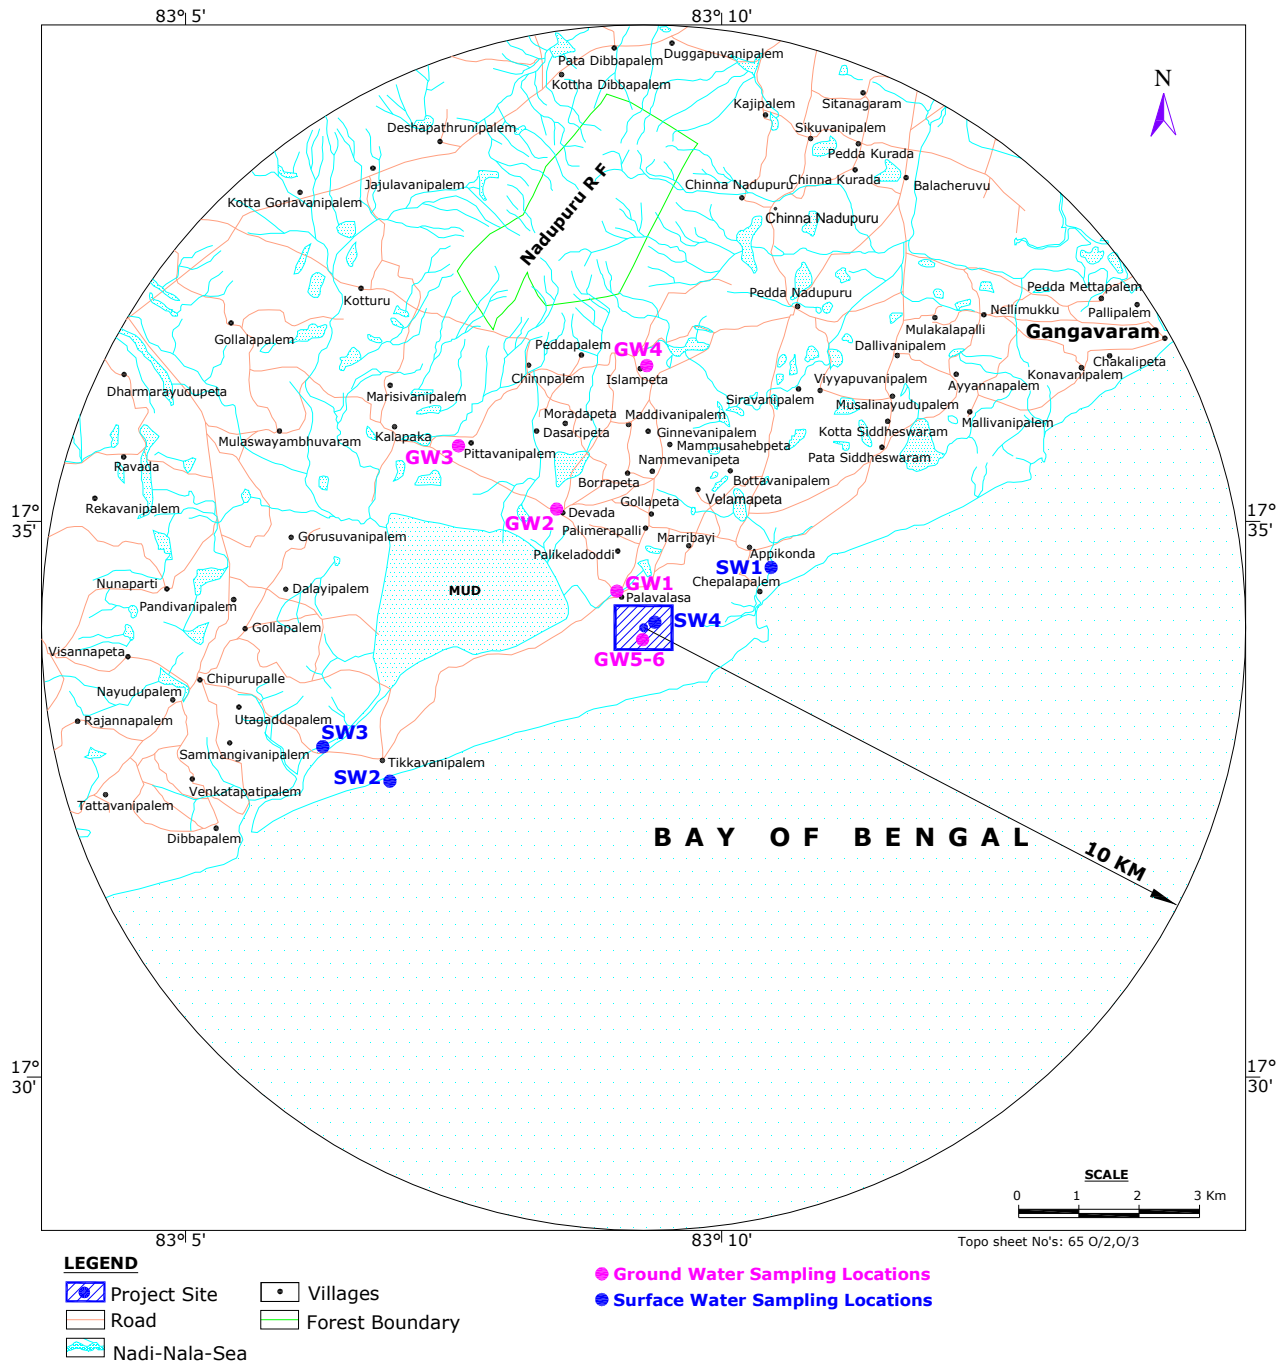 83° 5'
83° 10'
N
Pata Dibbapalem
Duggapuvanipalem
Kottha Dibbapalem
Kajipalem
Sitanagaram
Deshapathrunipalem
Sikuvanipalem
Pedda Kurada
Jajulavanipalem
Chinna Nadupuru
Chinna Kurada
Balacheruvu
Kotta Gorlavanipalem
Nadupuru R F
Chinna Nadupuru
Kotturu
Pedda Nadupuru
Pedda Mettapalem
Nellimukku
Pallipalem
Gollalapalem
Mulakalapalli
Gangavaram
Peddapalem
GW4
Dallivanipalem
Chakalipeta
Chinnpalem
Islampeta
Konavanipalem
Dharmarayudupeta
Marisivanipalem
Siravanipalem
Viyyapuvanipalem
Ayyannapalem
Musalinayudupalem
Moradapeta
Maddivanipalem
Mallivanipalem
Mulaswayambhuvaram
Kalapaka
Dasaripeta
Ginnevanipalem
Kotta Siddheswaram
GW3
Pittavanipalem
Mammusahebpeta
Pata Siddheswaram
Ravada
Nammevanipeta
Borrapeta
Bottavanipalem
Rekavanipalem
Gollapeta
Velamapeta
17°
35'
17°
35'
GW2
Devada
Palimerapalli
Gorusuvanipalem
Marribayi
Palikeladoddi
Appikonda
SW1
Nunaparti
Dalayipalem
MUD
GW1
Chepalapalem
Pandivanipalem
Palavalasa
Gollapalem
SW4
Visannapeta
GW5-6
Chipurupalle
Nayudupalem
Rajannapalem
Utagaddapalem
SW3
Sammangivanipalem
Tikkavanipalem
SW2
Venkatapatipalem
Tattavanipalem
Dibbapalem
BAY OF BENGAL
10 KM
17°
30'
17°
30'
SCALE
0 1 2 3 Km
83° 5'
83° 10'
Topo sheet No's: 65 O/2,O/3
LEGEND
Project Site
Villages
Road
Forest Boundary
Nadi-Nala-Sea
Ground Water Sampling Locations
Surface Water Sampling Locations